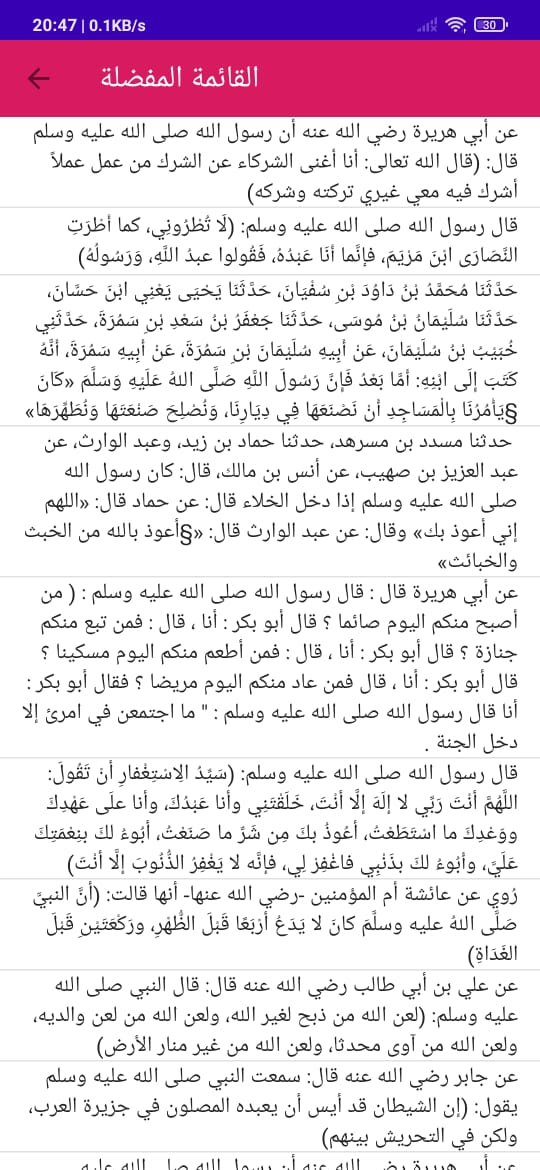 20:47 | 0.1KB/s
30
القائمة المفضلة
عن أبي هريرة رضي الله عنه أن رسول الله صلى الله عليه وسلم
قال: (قال الله تعالى: أنا أغنى الشركاء عن الشرك من عمل عملاً
أشرك فيه معي غيري تركته وشركه)
قال رسول الله صلى الله عليه وسلم: (لَا تُطْرُونِي، كما أطْرَتِ
النَّصَارَى ابْنَ مَرْيَمَ، فإنَّما أنَا عَبْدُهُ، فَقُولوا عبدُ اللَّهِ، وَرَسُولُهُ)
حَدَّثَنَا مُحَمَّدُ بْنُ دَاوُدَ بْنِ سُفْيَانَ، حَدَّثَنَا يَحْيَى يَعْنِي ابْنَ حَسَّانَ،
حَدَّثَنَا سُلَيْمَانُ بْنُ مُوسَى، حَدَّثَنَا جَعْفَرُ بْنُ سَعْدِ بْنِ سَمُرَةَ، حَدَّثَنِي
خُبَيْبُ بْنُ سُلَيْمَانَ، عَنْ أَبِيهِ سُلَيْمَانَ بْنِ سَمُرَةَ، عَنْ أَبِيهِ سَمُرَةَ، أَنَّهُ
كَتَبَ إِلَى ابْنِهِ: أَمَّا بَعْدُ فَإِنَّ رَسُولَ اللَّهِ صَلَّى اللهُ عَلَيْهِ وَسَلَّمَ «كَانَ
§يَأْمُرُنَا بِالْمَسَاجِدِ أَنْ نَصْنَعَهَا فِي دِيَارِنَا، وَنُصْلِحَ صَنْعَتَهَا وَنُطَهِّرَهَا»
حدثنا مسدد بن مسرهد، حدثنا حماد بن زيد، وعبد الوارث، عن
عبد العزيز بن صهيب، عن أنس بن مالك، قال: كان رسول الله
صلى الله عليه وسلم إذا دخل الخلاء قال: عن حماد قال: «اللهم
إني أعوذ بك» وقال: عن عبد الوارث قال: «§أعوذ بالله من الخبث
والخبائث»
عن أبي هريرة قال : قال رسول الله صلى الله عليه وسلم : ( من
أصبح منكم اليوم صائما ؟ قال أبو بكر : أنا ، قال : فمن تبع منكم
جنازة ؟ قال أبو بكر : أنا ، قال : فمن أطعم منكم اليوم مسكينا ؟
قال أبو بكر : أنا ، قال فمن عاد منكم اليوم مريضا ؟ فقال أبو بكر :
أنا قال رسول الله صلى الله عليه وسلم : " ما اجتمعن في امرئ إلا
دخل الجنة .
قال رسول الله صلى الله عليه وسلم: (سَيِّدُ الِاسْتِغْفارِ أنْ تَقُولَ:
اللَّهُمَّ أنْتَ رَبِّي لا إلَهَ إلَّا أنْتَ، خَلَقْتَنِي وأنا عَبْدُكَ، وأنا علَى عَهْدِكَ
ووَعْدِكَ ما اسْتَطَعْتُ، أعُوذُ بكَ مِن شَرِّ ما صَنَعْتُ، أبُوءُ لكَ بنِعْمَتِكَ
عَلَيَّ، وأَبُوءُ لكَ بذَنْبِي فاغْفِرْ لِي، فإنَّه لا يَغْفِرُ الذُّنُوبَ إلَّا أنْتَ)
رُوي عن عائشة أم المؤمنين -رضي الله عنها- أنها قالت: (أنَّ النبيَّ
صَلَّى اللهُ عليه وسلَّمَ كانَ لا يَدَعُ أرْبَعًا قَبْلَ الظُّهْرِ، ورَكْعَتَيْنِ قَبْلَ
الغَدَاةِ)
عن علي بن أبي طالب رضي الله عنه قال: قال النبي صلى الله
عليه وسلم: (لعن الله من ذبح لغير الله، ولعن الله من لعن والديه،
ولعن الله من آوى محدثا، ولعن الله من غير منار الأرض)
عن جابر رضي الله عنه قال: سمعت النبي صلى الله عليه وسلم
يقول: (إن الشيطان قد أيس أن يعبده المصلون في جزيرة العرب،
ولكن في التحريش بينهم)
عن أبي هريرة رضي الله عنه أن رسول الله صلى الله عليه